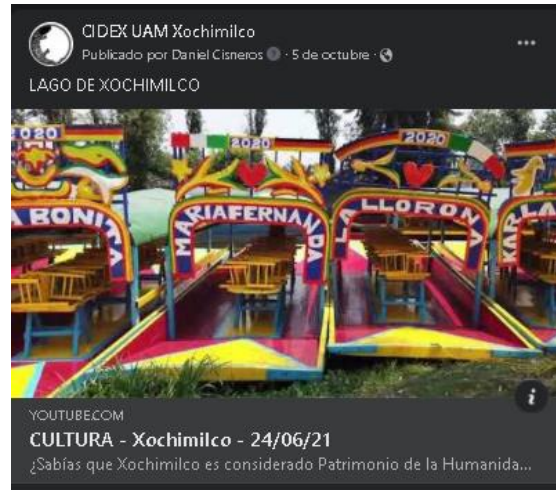 CIDEX UAM Xochimilco
Publicado por Daniel Cisneros · 5 de octubre ·
LAGO DE XOCHIMILCO
2020
2020
2020
A BONITA
MARIAFERNANDA
LA LLORONA
KARLA
i
YOUTUBE.COM
CULTURA - Xochimilco - 24/06/21
¿Sabías que Xochimilco es considerado Patrimonio de la Humanida...